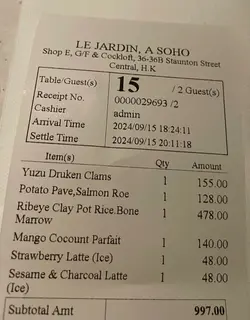 LE JARDIN, A SOHO
Shop E, G/F & Cockloft, 36-36B Staunton Street
Central, H.K
Table/Guest(s) 15 / 2 Guest(s)
Receipt No. 0000029693 /2
Cashier admin
Arrival Time 2024/09/15 18:24:11
Settle Time 2024/09/15 20:11:18
Item(s) Qty Amount
Yuzu Druken Clams 1 155.00
Potato Pave,Salmon Roe 1 128.00
Ribeye Clay Pot Rice.Bone 1 478.00
Marrow
Mango Cocount Parfait 1 140.00
Strawberry Latte (Ice) 1 48.00
Sesame & Charcoal Latte 1 48.00
(Ice)
Subtotal Amt 997.00